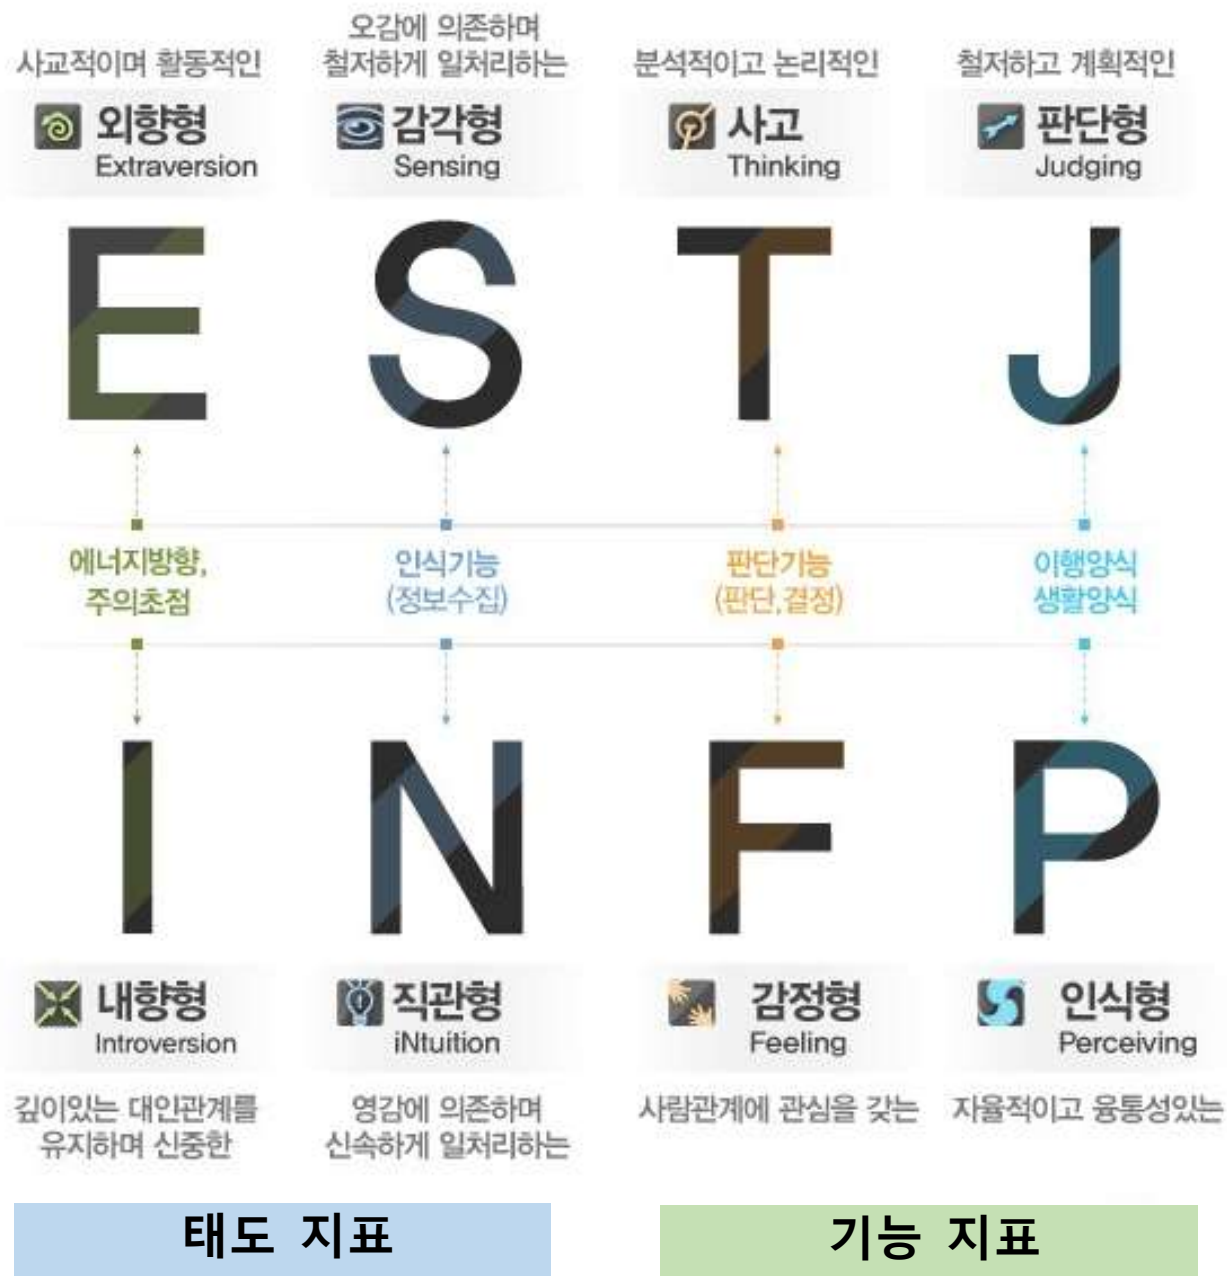 사교적이며 활동적인
외향형
Extraversion
오감에 의존하며
철저하게 일처리하는
감각형
Sensing
분석적이고 논리적인
사고
Thinking
철저하고 계획적인
판단형
Judging
E S T J
에너지방향,
주의초점
인식기능
(정보수집)
판단기능
(판단,결정)
이행양식
생활양식
I N F P
내향형
Introversion
깊이있는 대인관계를
유지하며 신중한
직관형
iNtuition
영감에 의존하며
신속하게 일처리하는
감정형
Feeling
사람관계에 관심을 갖는
인식형
Perceiving
자율적이고 융통성있는
태도 지표
기능 지표